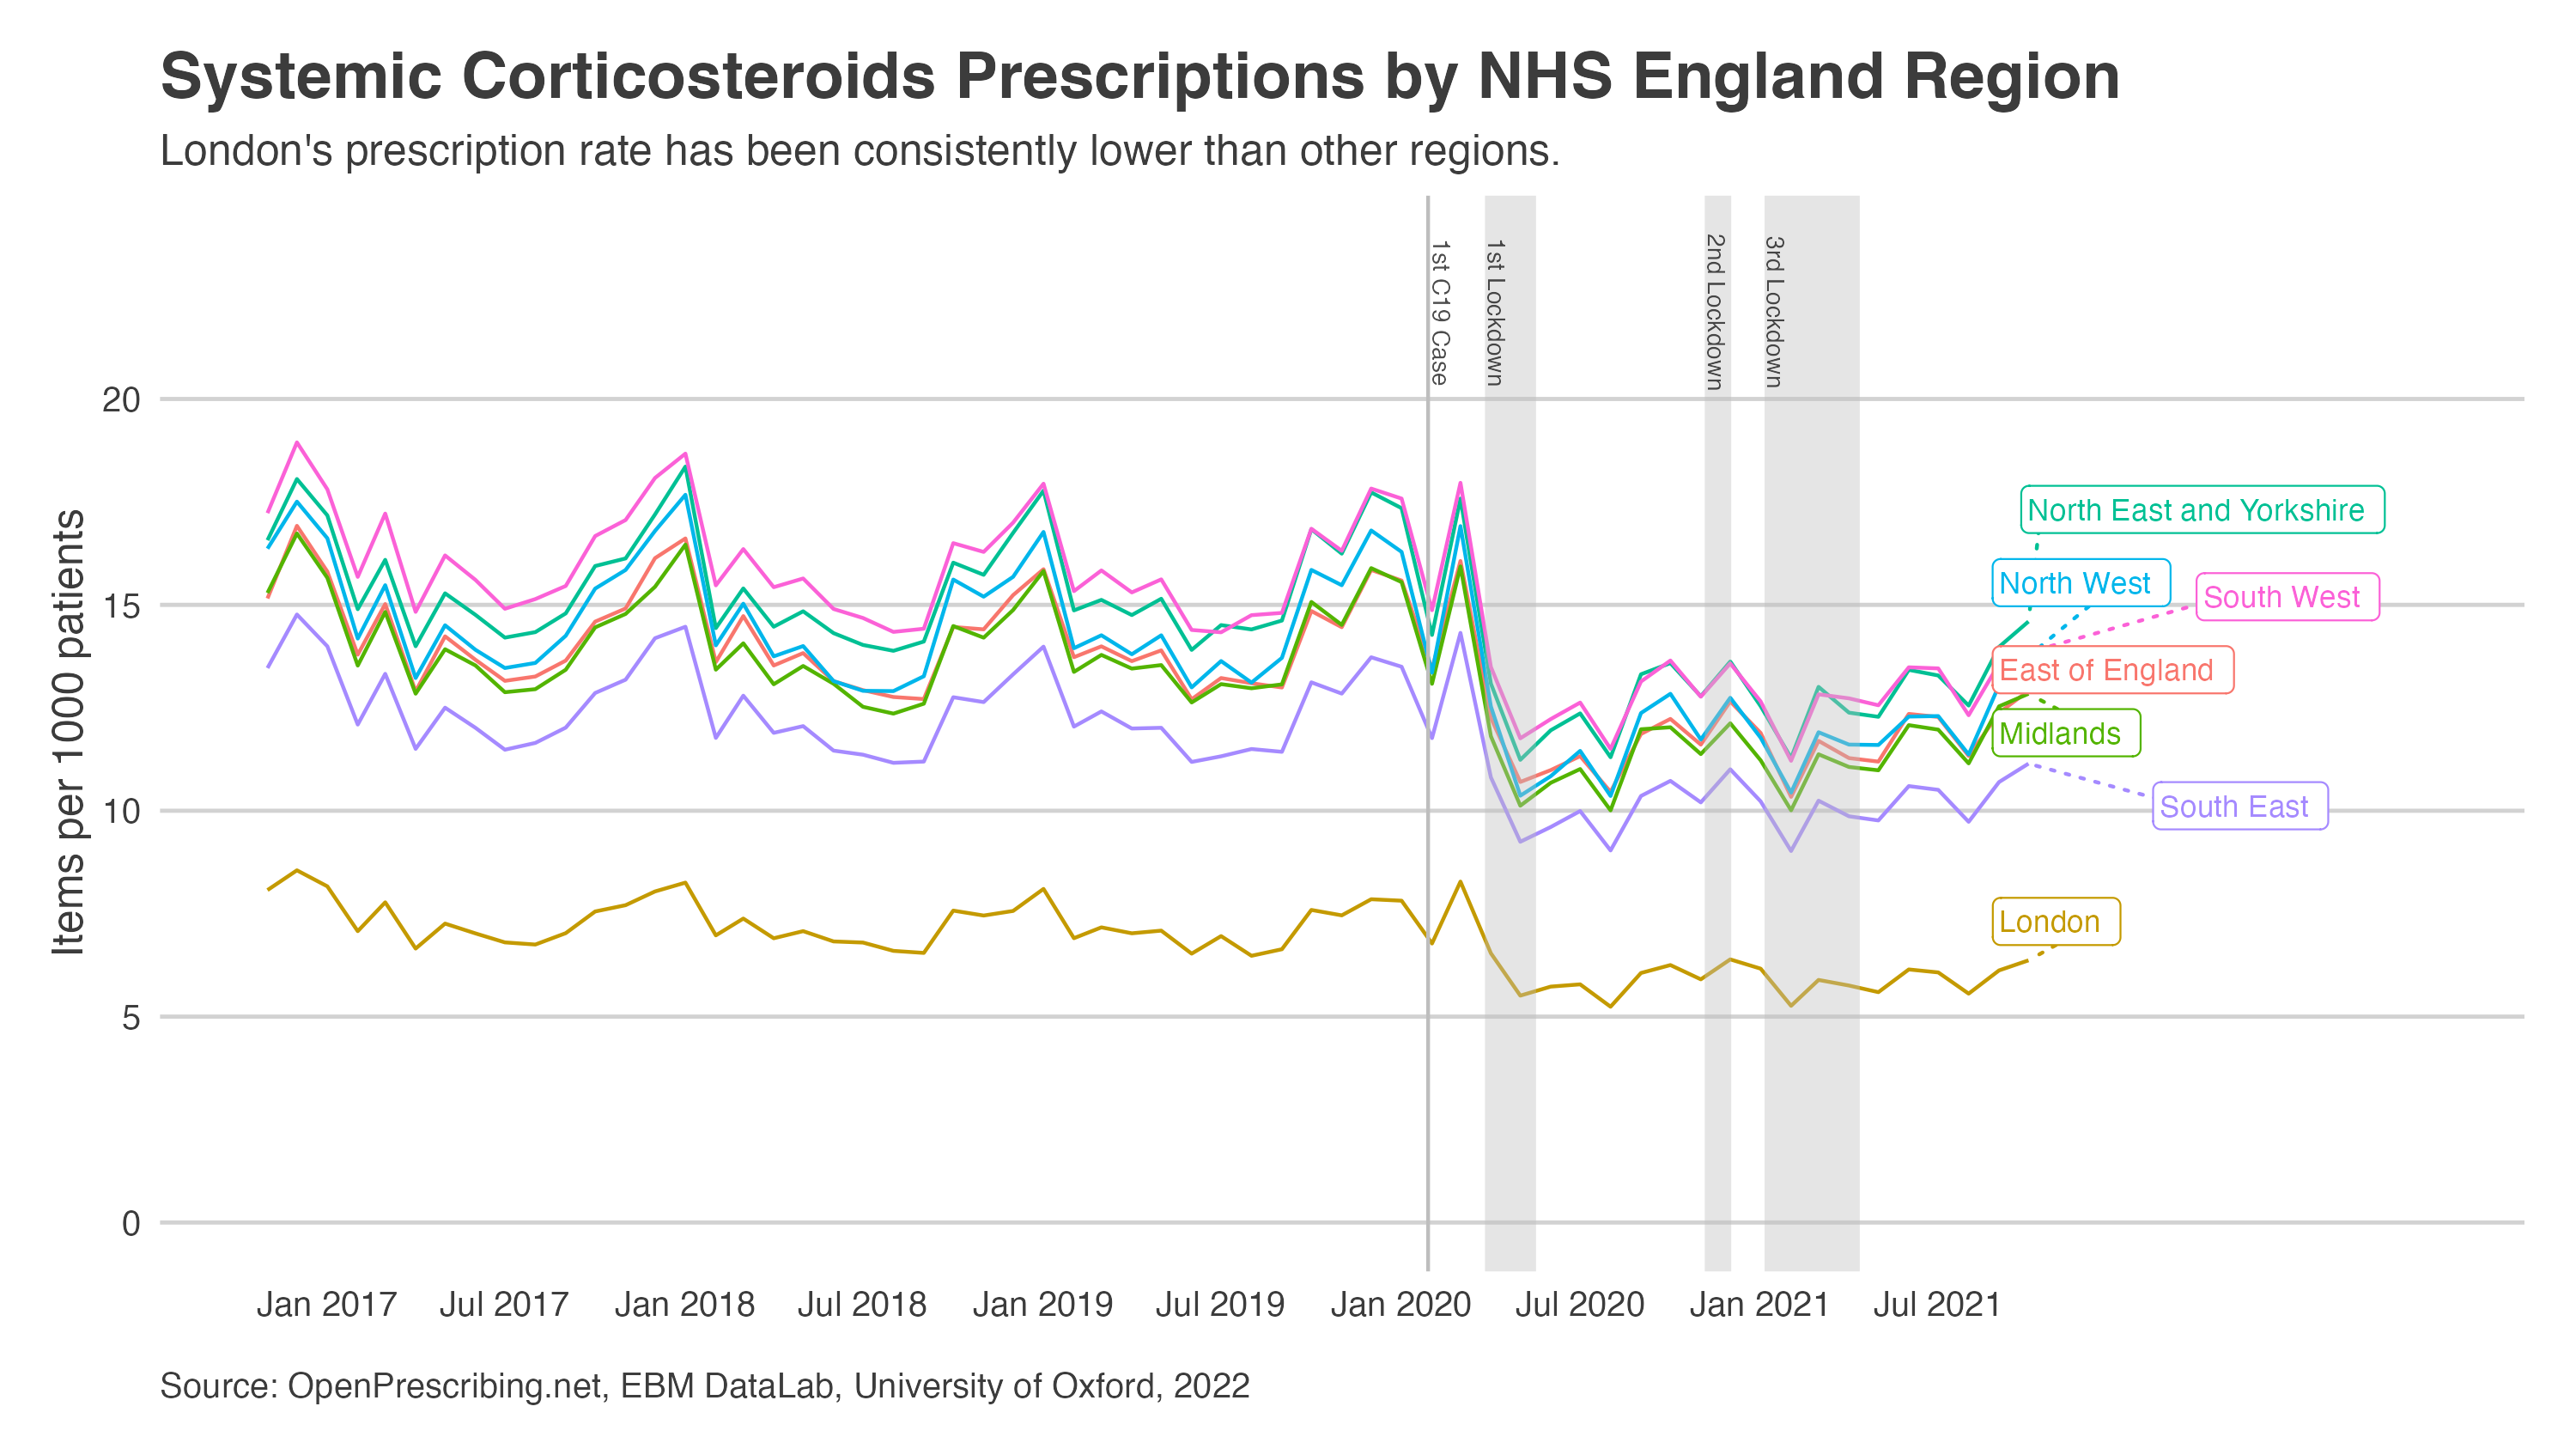 Systemic Corticosteroids Prescriptions by NHS England Region
London's prescription rate has been consistently lower than other regions.
1st C19 Case
1st Lockdown
2nd Lockdown
3rd Lockdown
Items per 1000 patients
20
15
10
5
0
North East and Yorkshire
North West
South West
East of England
Midlands
South East
London
Jan 2017 Jul 2017 Jan 2018 Jul 2018 Jan 2019 Jul 2019 Jan 2020 Jul 2020 Jan 2021 Jul 2021
Source: OpenPrescribing.net, EBM DataLab, University of Oxford, 2022